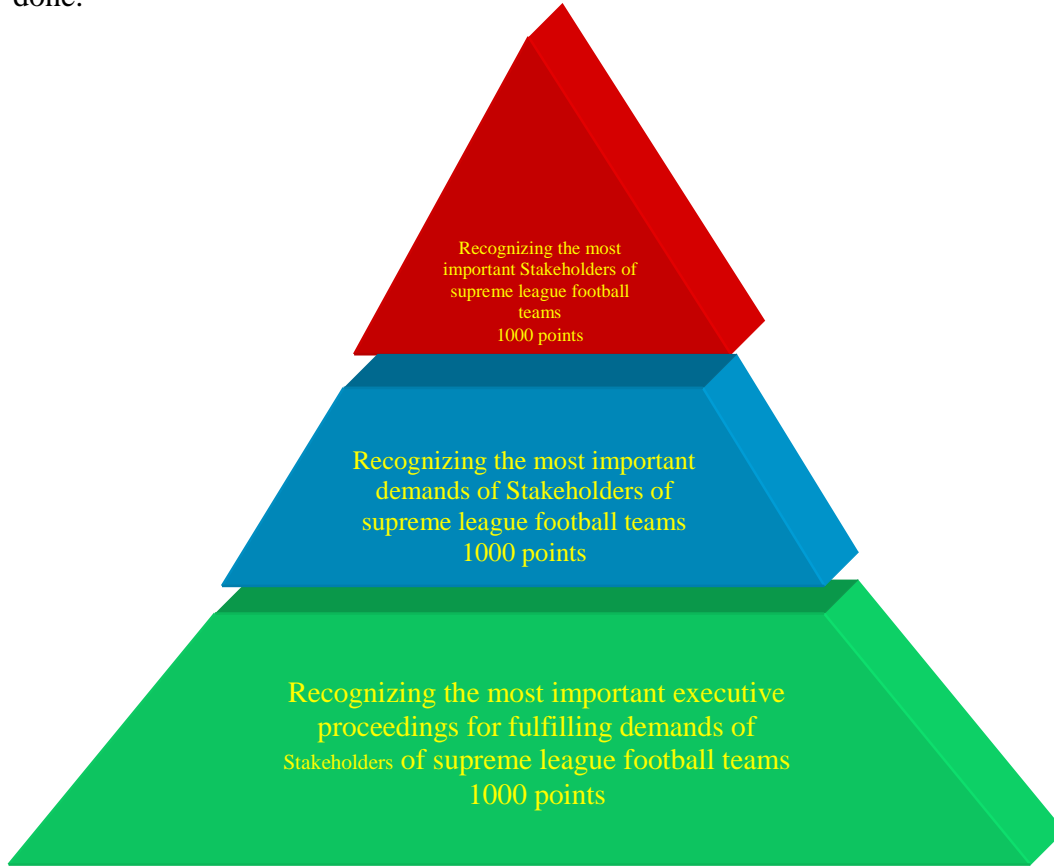 done.
Recognizing the most
important Stakeholders of
supreme league football
teams
1000 points
Recognizing the most important
demands of Stakeholders of
supreme league football teams
1000 points
Recognizing the most important executive
proceedings for fulfilling demands of
Stakeholders of supreme league football teams
1000 points